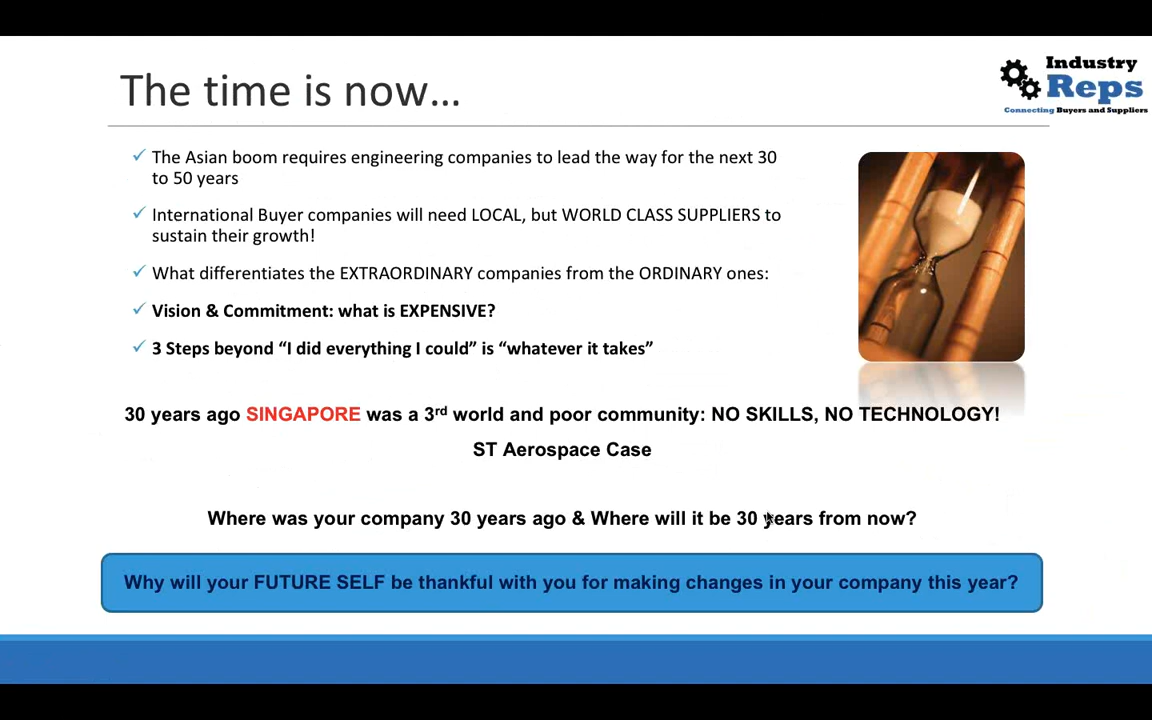 The time is now...
Industry
Reps
Connecting Buyers and Suppliers
The Asian boom requires engineering companies to lead the way for the next 30
to 50 years
International Buyer companies will need LOCAL, but WORLD CLASS SUPPLIERS to
sustain their growth!
What differentiates the EXTRAORDINARY companies from the ORDINARY ones:
Vision & Commitment: what is EXPENSIVE?
3 Steps beyond “I did everything I could” is “whatever it takes”
30 years ago SINGAPORE was a 3rd world and poor community: NO SKILLS, NO TECHNOLOGY!
ST Aerospace Case
Where was your company 30 years ago & Where will it be 30 years from now?
Why will your FUTURE SELF be thankful with you for making changes in your company this year?